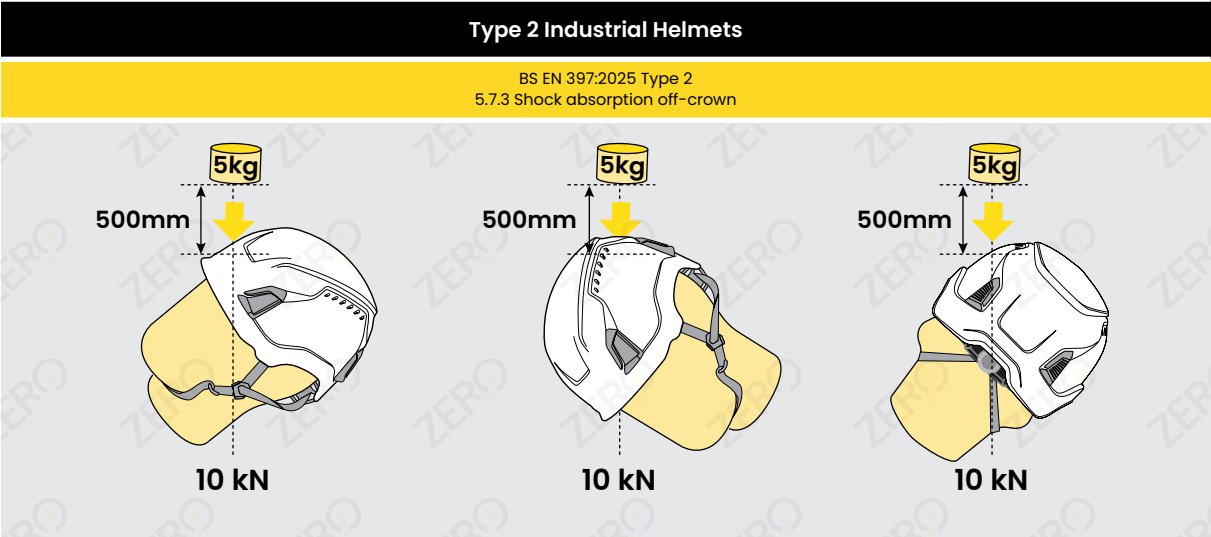 Type 2 Industrial Helmets
BS EN 397:2025 Type 2
5.7.3 Shock absorption off-crown
5kg
5kg
5kg
500mm
500mm
500mm
10 kN
10 kN
10 kN
ZERO